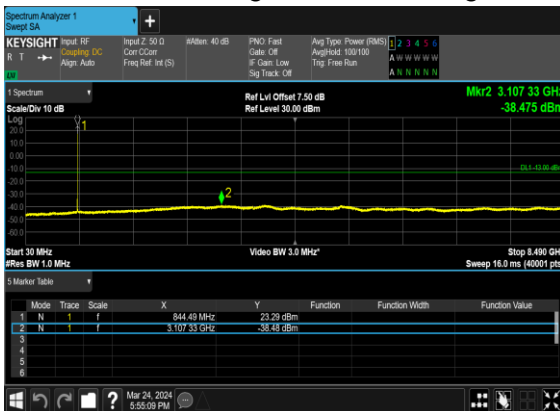 Spectrum Analyzer 1
Swept SA
+
KEYSIGHT Input: RF Input Z: 50 Ω #Atten: 40 dB PNO: Fast Avg Type: Power (RMS) 1 2 3 4 5 6
R T Coupling: DC Corr CCorr Gate: Off Avg|Hold: 100/100 A W W W W W
Align: Auto Freq Ref: Int (S) IF Gain: Low Trig: Free Run
Sig Track: Off A N N N N N
1 Spectrum Ref Lvl Offset 7.50 dB Mkr2 3.107 33 GHz
Scale/Div 10 dB Ref Level 30.00 dBm -38.475 dBm
Log
20.0
1
10.0
0.00
-10.0
DL1 -13.00 dBm
-20.0
-30.0
2
-40.0
-50.0
-60.0
Start 30 MHz Video BW 3.0 MHz* Stop 8.490 GHz
#Res BW 1.0 MHz Sweep 16.0 ms (40001 pts)
5 Marker Table
Mode Trace Scale X Y Function Function Width Function Value
1 N 1 f 844.49 MHz 23.29 dBm
2 N 1 f 3.107 33 GHz -38.48 dBm
3
4
5
6
? Mar 24, 2024
5:55:09 PM